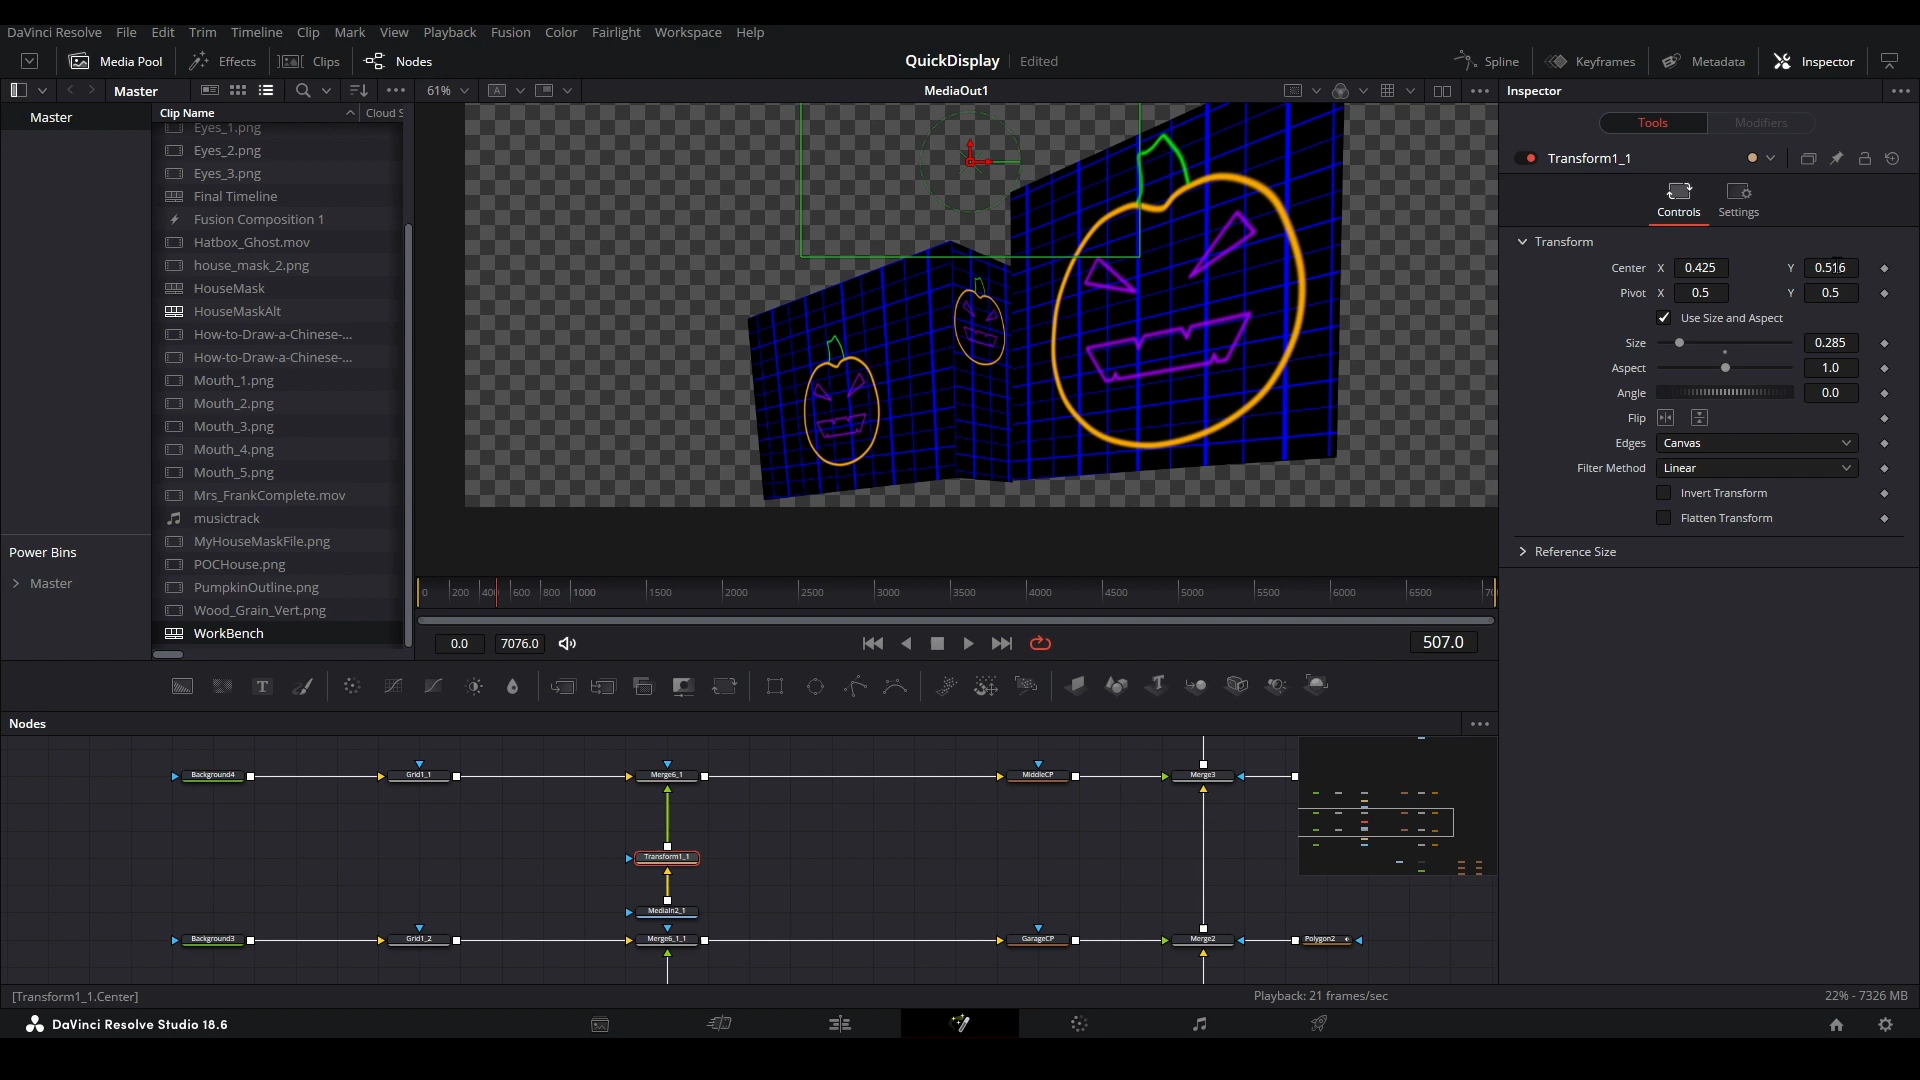 DaVinci Resolve File Edit Trim Timeline Clip Mark View Playback Fusion Color Fairlight Workspace Help
Media Pool Effects Clips Nodes QuickDisplay Edited Spline Keyframes Metadata Inspector
Master 61% A MediaOut1 Inspector
Master Clip Name Cloud S Tools Modifiers
Eyes_1.png
Eyes_2.png
Eyes_3.png
Final Timeline
Fusion Composition 1
Hatbox_Ghost.mov
house_mask_2.png
HouseMask
HouseMaskAlt
How-to-Draw-a-Chinese-...
How-to-Draw-a-Chinese-...
Mouth_1.png
Mouth_2.png
Mouth_3.png
Mouth_4.png
Mouth_5.png
Mrs_FrankComplete.mov
musictrack
MyHouseMaskFile.png
POCHouse.png
PumpkinOutline.png
Wood_Grain_Vert.png
WorkBench
Power Bins
Master
Transform1_1
Controls Settings
Transform
Center X 0.425 Y 0.516
Pivot X 0.5 Y 0.5
Use Size and Aspect
Size 0.285
Aspect 1.0
Angle 0.0
Flip
Edges Canvas
Filter Method Linear
Invert Transform
Flatten Transform
Reference Size
0 200 400 600 800 1000 1500 2000 2500 3000 3500 4000 4500 5000 5500 6000 6500 70
0.0 7076.0 507.0
T T
Nodes
Background4 Grid1_1 Merge6_1 MiddleCP Merge3
Transform1_1
MediaIn2_1
Background3 Grid1_2 Merge6_1_1 GarageCP Merge2 Polygon2
[Transform1_1.Center] Playback: 21 frames/sec 22% - 7326 MB
DaVinci Resolve Studio 18.6